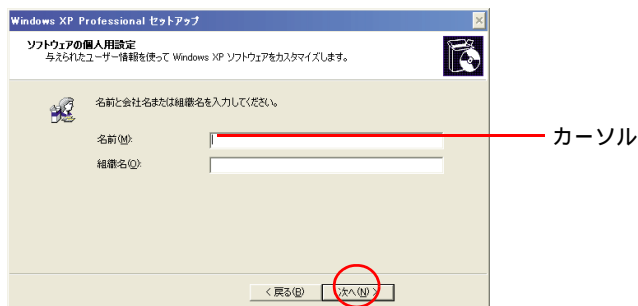 Windows XP Professional セットアップ
ソフトウェアの個人用設定
与えられたユーザー情報を使って Windows XP ソフトウェアをカスタマイズします。
名前と会社名または組織名を入力してください。
名前(M):
カーソル
組織名(O):
< 戻る(B)
次へ(N) >